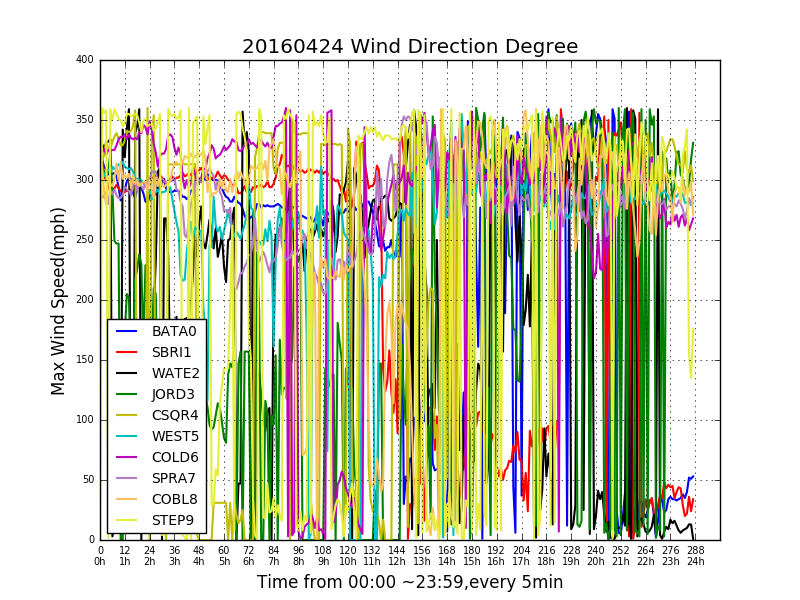 20160424 Wind Direction Degree
Max Wind Speed(mph)
400
350
300
250
200
150
100
50
0
BATA0
SBRI1
WATE2
JORD3
CSQR4
WEST5
COLD6
SPRA7
COBL8
STEP9
0 12 24 36 48 60 72 84 96 108 120 132 144 156 168 180 192 204 216 228 240 252 264 276 288
0h 1h 2h 3h 4h 5h 6h 7h 8h 9h 10h 11h 12h 13h 14h 15h 16h 17h 18h 19h 20h 21h 22h 23h 24h
Time from 00:00 ~23:59,every 5min